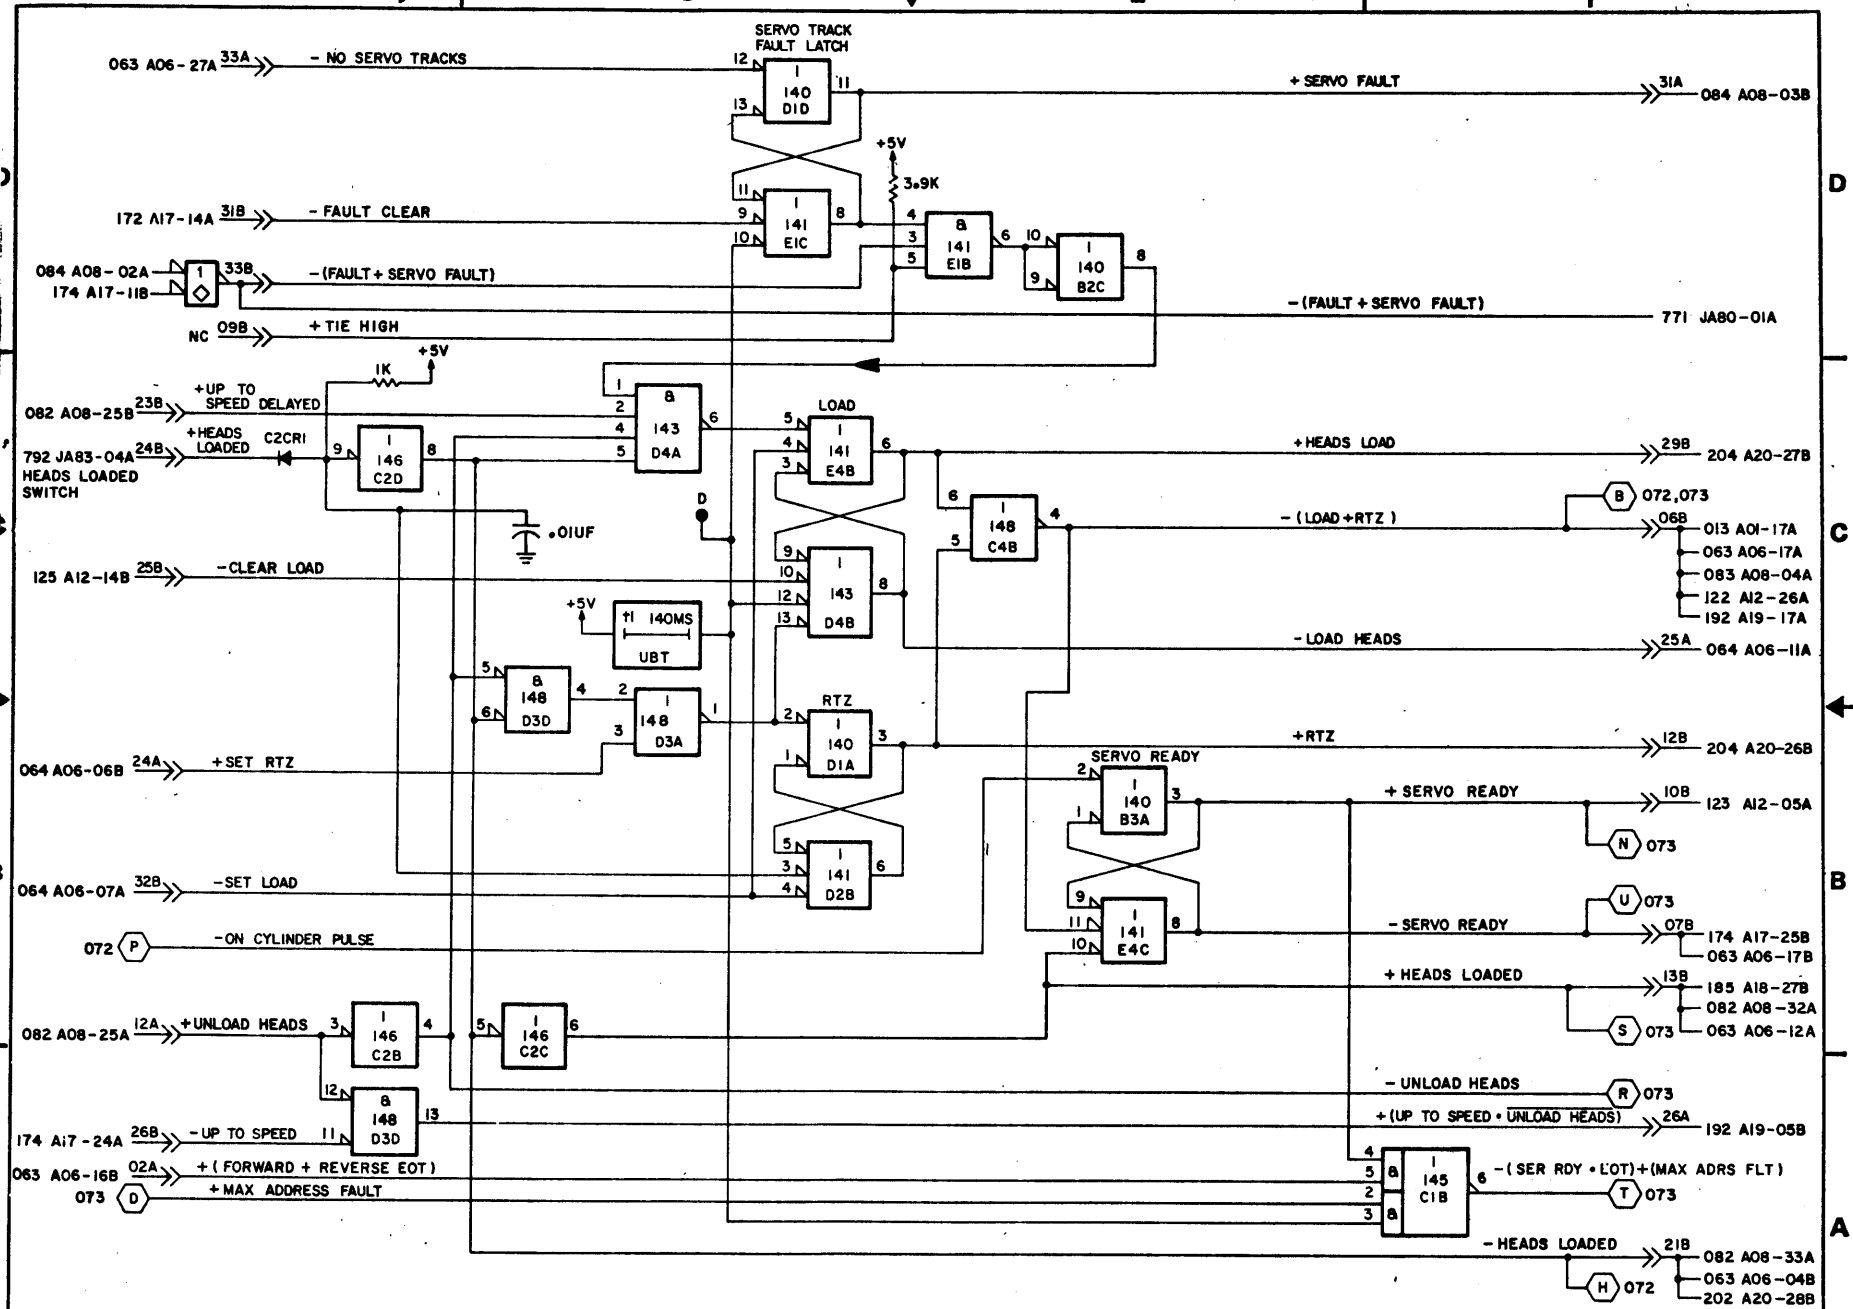 SERVO TRACK
FAULT LATCH
063 A06-27A 33A - NO SERVO TRACKS 12
1
140
D1D
11 13
+ SERVO FAULT 31A 084 A08-03B
+5V
3.9K
D
172 A17-14A 31B - FAULT CLEAR
11 9 10
1
141
E1C
8
4 3 5
&
141
E1B
6
10 9
1
140
B2C
8
084 A08-02A
174 A17-11B
1
33B -(FAULT + SERVO FAULT)
-(FAULT + SERVO FAULT) 771 JA80-01A
NC 09B + TIE HIGH
+5V
1K
082 A08-25B 23B +UP TO
SPEED DELAYED
1 2 4 5
&
143
D4A
6
792 JA83-04A 24B +HEADS
LOADED
C2CR1
HEADS LOADED
SWITCH
9
1
146
C2D
8
LOAD
5 4 3
1
141
E4B
6
+HEADS LOAD 29B 204 A20-27B
D
.01UF
6 5
1
148
C4B
4
-(LOAD+RTZ) B 072,073
06B 013 A01-17A
063 A06-17A
083 A08-04A
122 A12-26A
192 A19-17A
C
125 A12-14B 25B -CLEAR LOAD
9 10 12 13
1
143
D4B
8
+5V
1 140MS
UBT
- LOAD HEADS 25A 064 A06-11A
5 6
&
148
D3D
4
2 3
1
148
D3A
1
RTZ
2 1
1
140
D1A
3
+RTZ 12B 204 A20-26B
064 A06-06B 24A + SET RTZ
SERVO READY
2 1
1
140
B3A
3
+ SERVO READY 10B 123 A12-05A
N 073
5 3 4
1
141
D2B
6
064 A06-07A 32B -SET LOAD
B
072 P -ON CYLINDER PULSE
9 11 10
1
141
E4C
8
U 073
- SERVO READY 07B 174 A17-25B
063 A06-17B
+ HEADS LOADED 13B 185 A18-27B
082 A08-32A
S 073 063 A06-12A
082 A08-25A 12A +UNLOAD HEADS
3
1
146
C2B
4
5
1
146
C2C
6
- UNLOAD HEADS R 073
12 11
&
148
D3D
13
+(UP TO SPEED • UNLOAD HEADS) 26A 192 A19-05B
174 A17-24A 26B -UP TO SPEED
063 A06-16B 02A +(FORWARD + REVERSE EOT)
073 D +MAX ADDRESS FAULT
4 5 2 3
&
&
1
145
C1B
6
-(SER RDY • EOT)+(MAX ADRS FLT)
T 073
A
- HEADS LOADED 21B 082 A08-33A
063 A06-04B
H 072 202 A20-28B